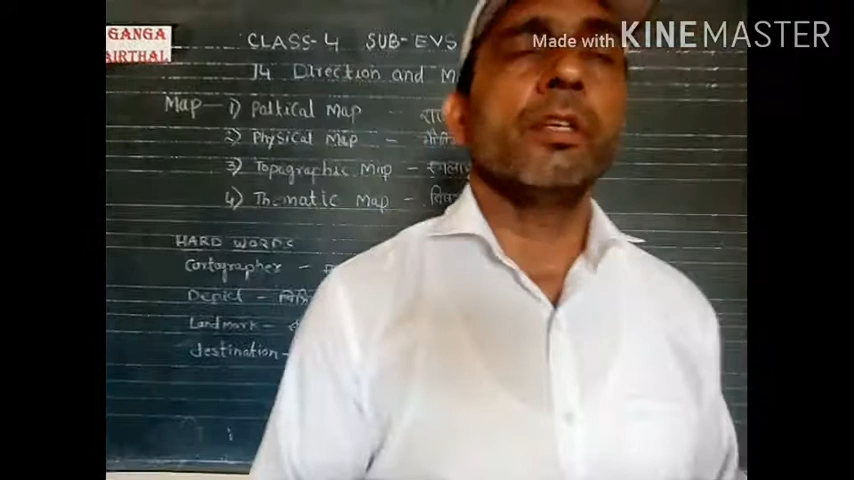 GANGA
AIRTHAL
Made with KINEMASTER
CLASS-4 SUB-EVS
14 Direction and M
Map - 1) Poltical Map -
2) Physical Map -
3) Topographic Map -
4) Thematic Map -
HARD WORDS
Cartographer -
Depict -
Landmark -
destination -